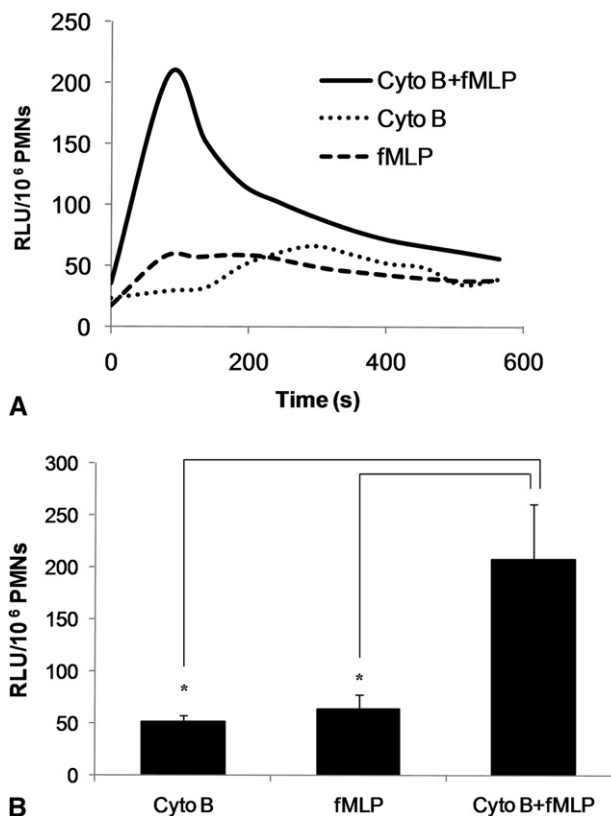 250
200
150
100
50
0
RLU/10⁶ PMNs
Cyto B+fMLP
Cyto B
fMLP
0 200 400 600
Time (s)
A
300
250
200
150
100
50
0
RLU/10⁶ PMNs
* *
Cyto B fMLP Cyto B+fMLP
B